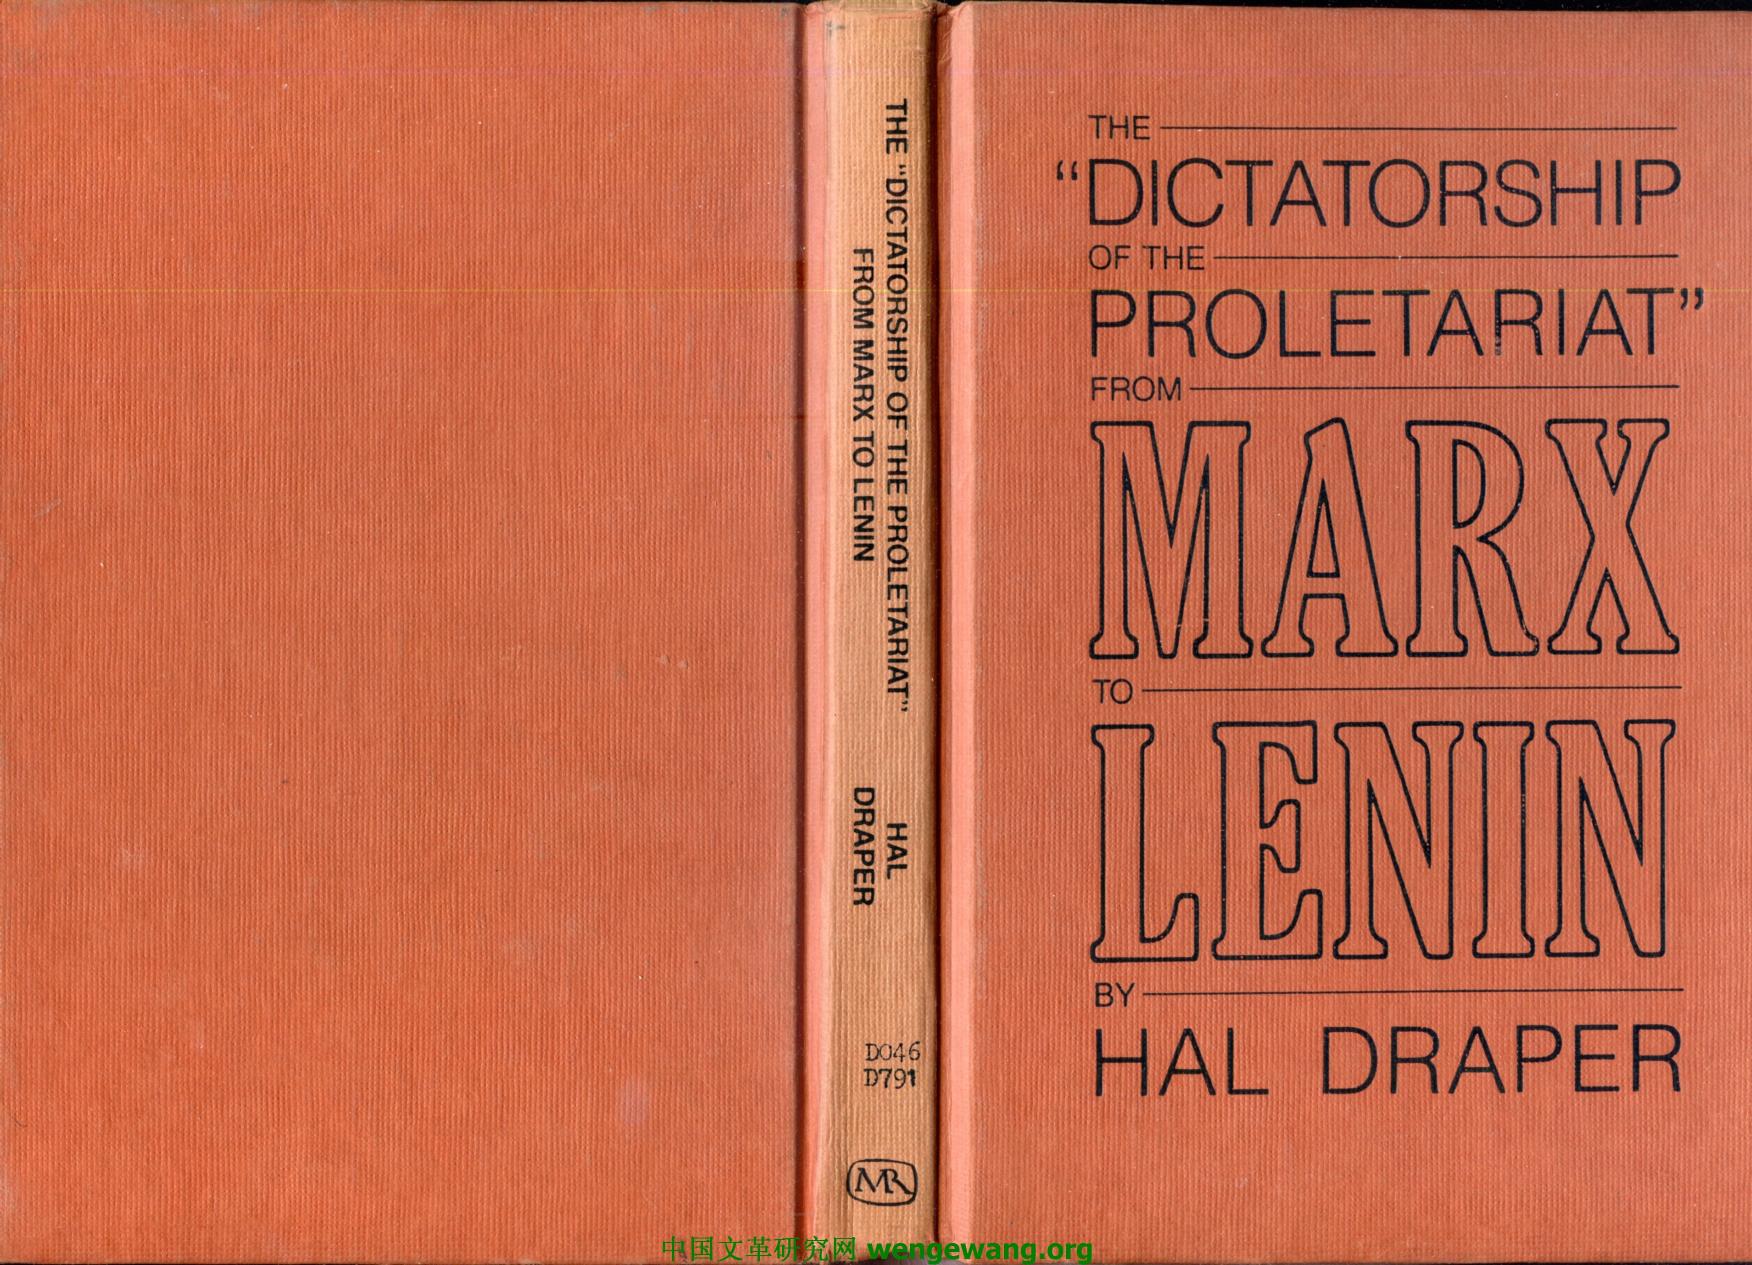 THE “DICTATORSHIP OF THE PROLETARIAT”
FROM MARX TO LENIN
HAL
DRAPER
D046
D791
MR
THE
“DICTATORSHIP
OF THE
PROLETARIAT”
FROM
MARX
TO
LENIN
BY
HAL DRAPER
中国文革研究网 wengewang.org